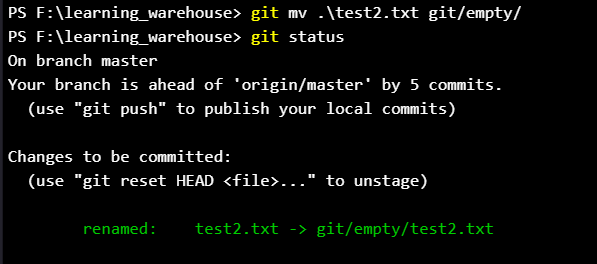 PS F:\learning_warehouse> git mv .\test2.txt git/empty/
PS F:\learning_warehouse> git status
On branch master
Your branch is ahead of 'origin/master' by 5 commits.
  (use "git push" to publish your local commits)

Changes to be committed:
  (use "git reset HEAD <file>..." to unstage)

        renamed:    test2.txt -> git/empty/test2.txt